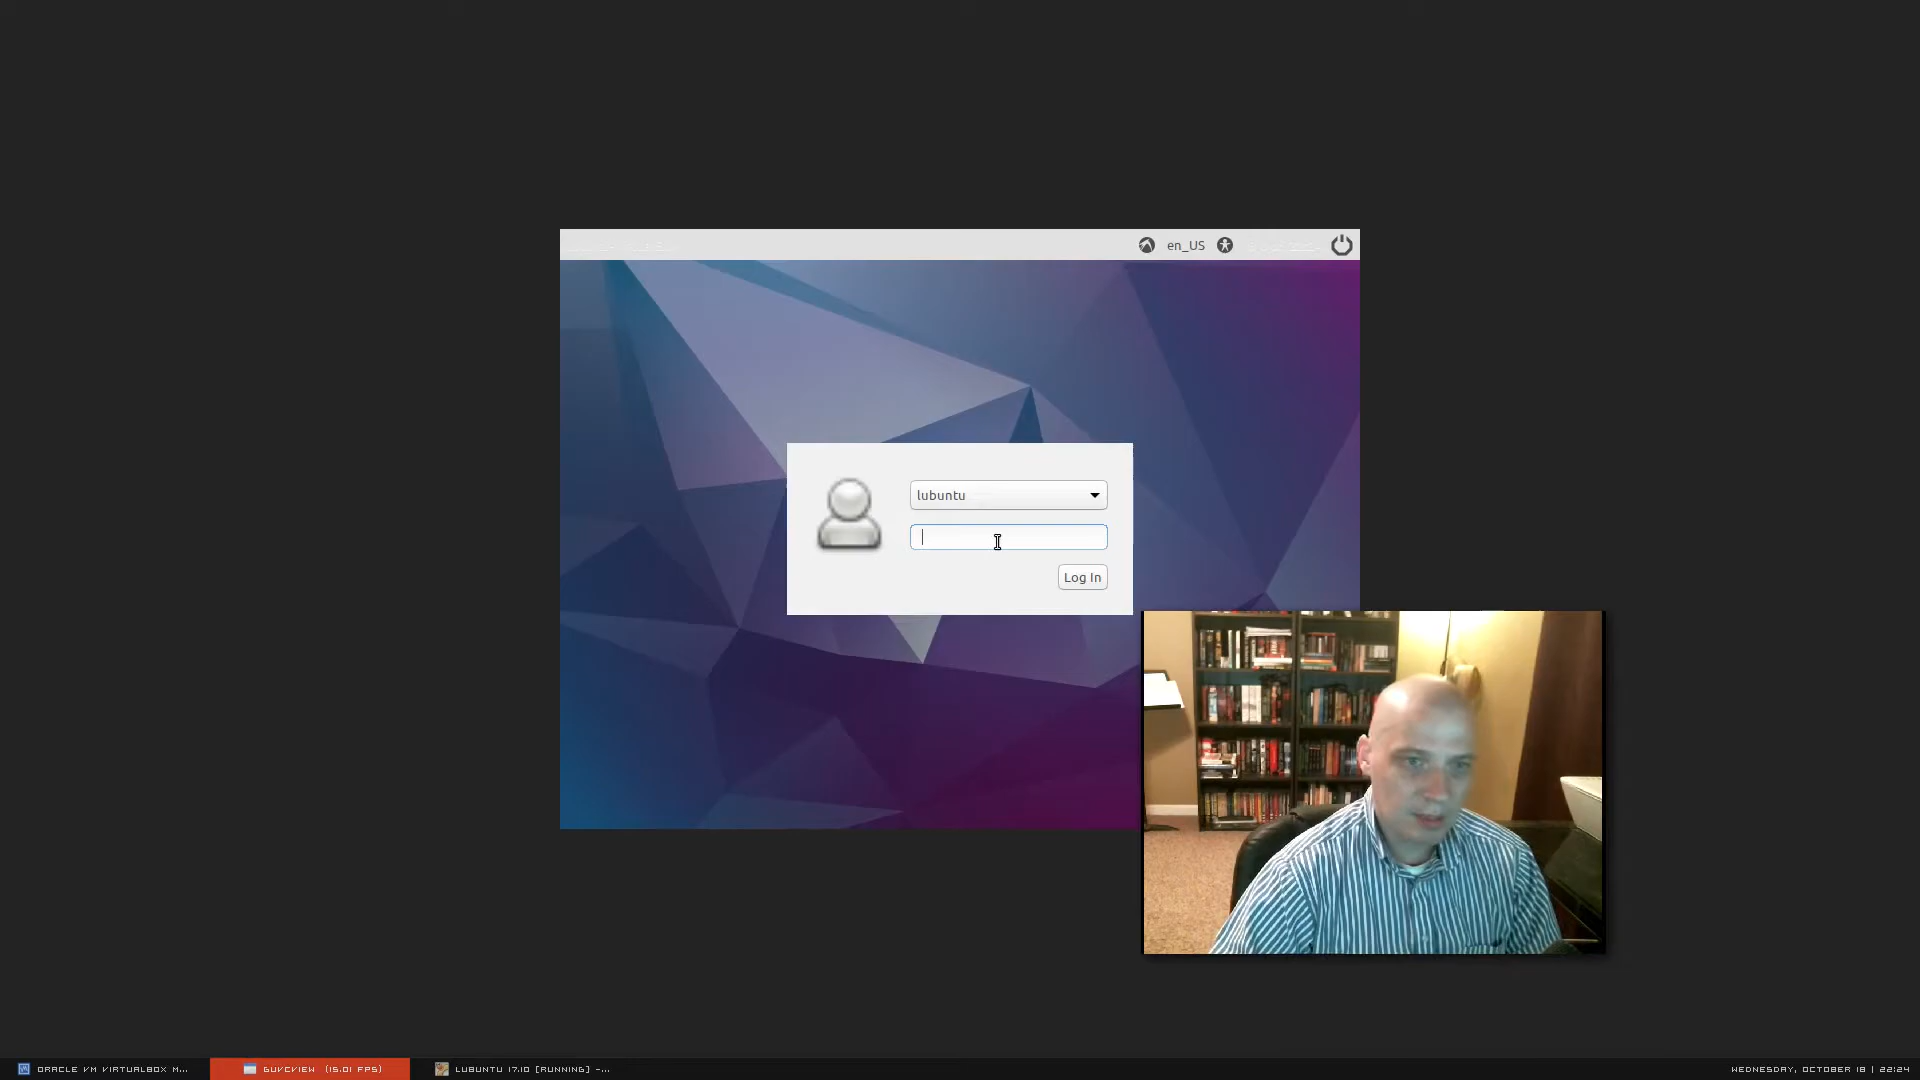 en_US
lubuntu
Log In
ORACLE VM VIRTUALBOX M...
GUVCVIEW (15.01 FPS)
LUBUNTU 17.10 [RUNNING] -...
WEDNESDAY, OCTOBER 18 | 22:24